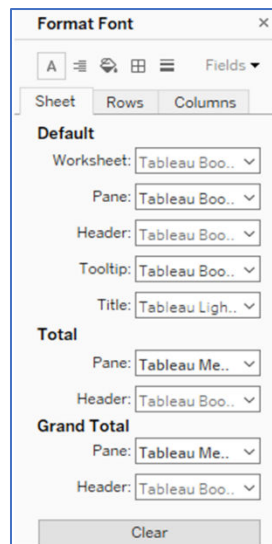 Format Font ×
A Fields
Sheet Rows Columns
Default
Worksheet: Tableau Boo..
Pane: Tableau Boo..
Header: Tableau Boo..
Tooltip: Tableau Boo..
Title: Tableau Ligh..
Total
Pane: Tableau Me..
Header: Tableau Boo..
Grand Total
Pane: Tableau Me..
Header: Tableau Boo..
Clear